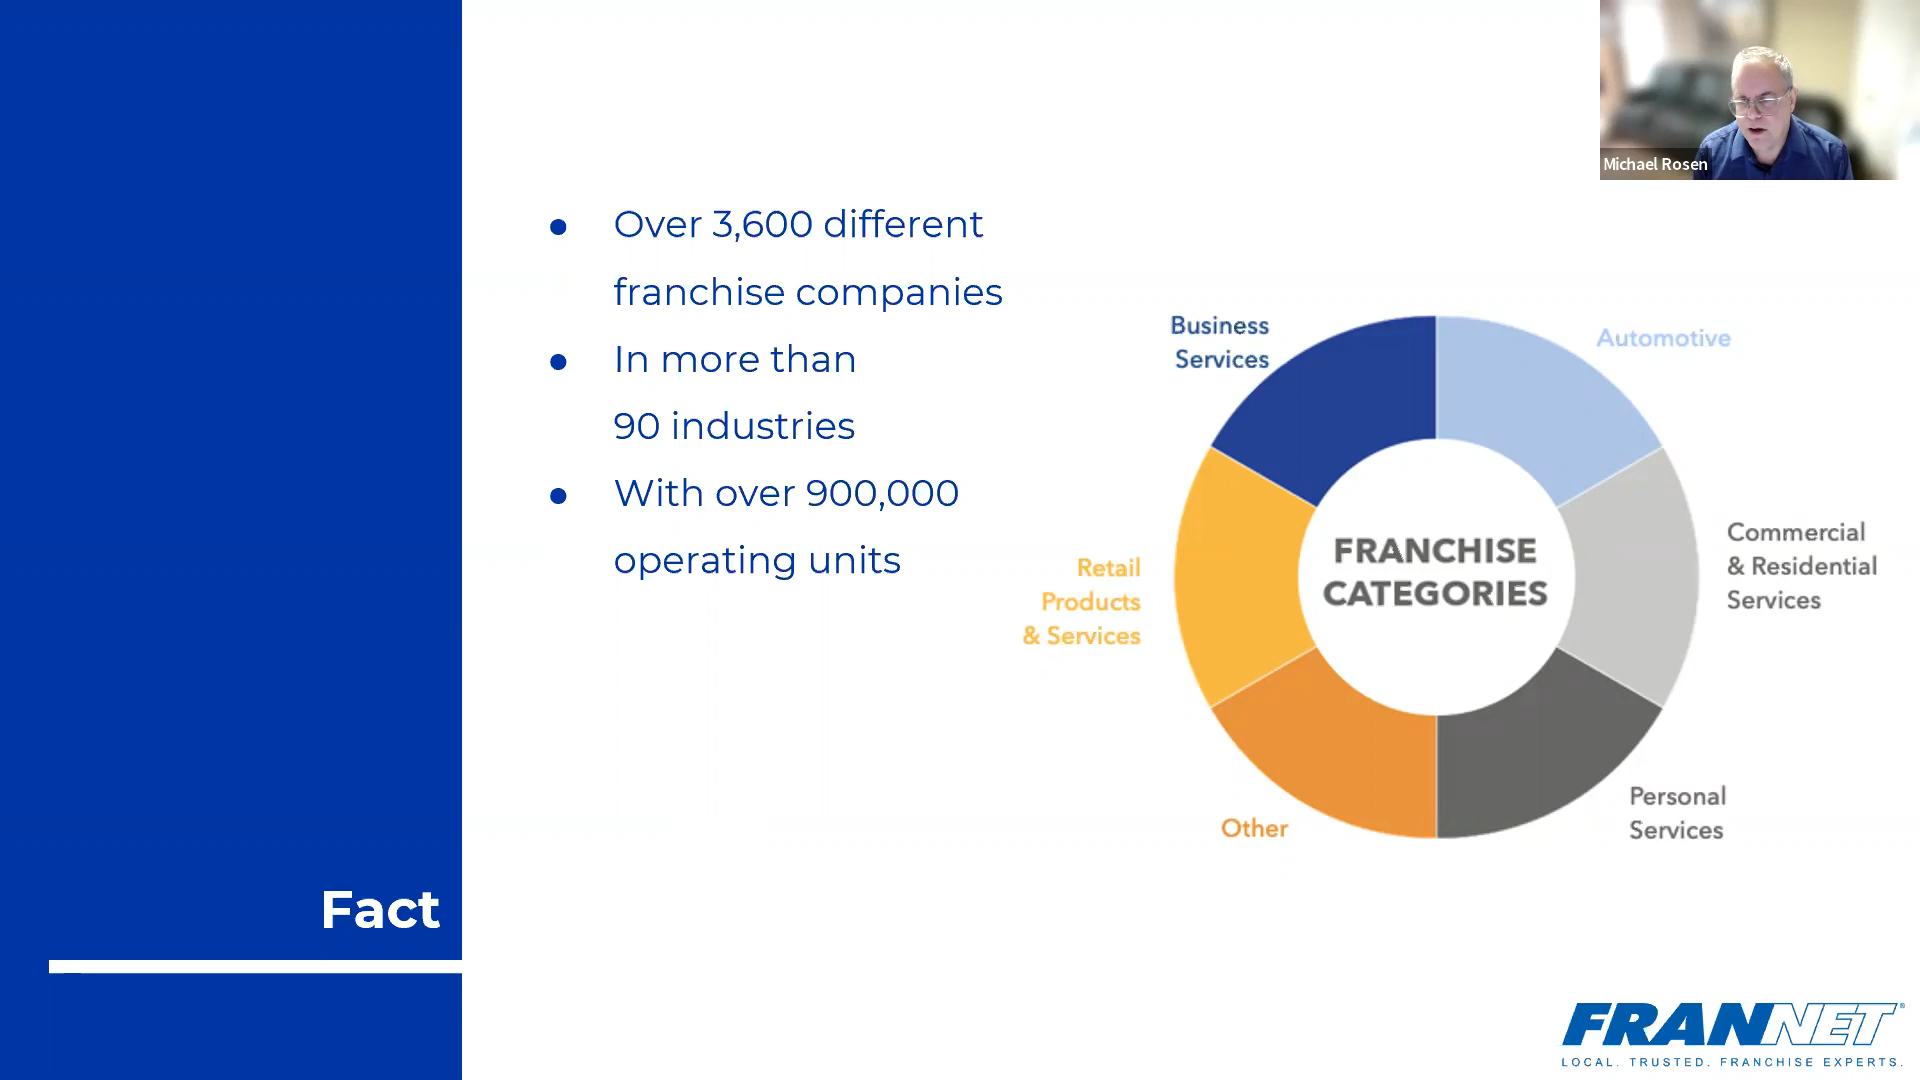 Michael Rosen
● Over 3,600 different
franchise companies
● In more than
90 industries
● With over 900,000
operating units
Business
Services
Automotive
Commercial
& Residential
Services
Personal
Services
Other
Retail
Products
& Services
FRANCHISE
CATEGORIES
Fact
FRANNET®
LOCAL. TRUSTED. FRANCHISE EXPERTS.